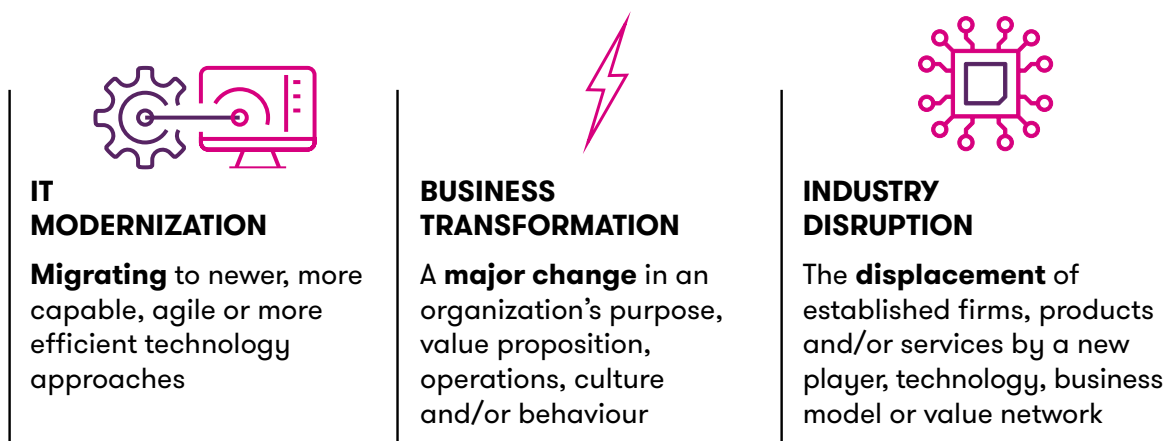 IT
MODERNIZATION
Migrating to newer, more
capable, agile or more
efficient technology
approaches
BUSINESS
TRANSFORMATION
A major change in an
organization’s purpose,
value proposition,
operations, culture
and/or behaviour
INDUSTRY
DISRUPTION
The displacement of
established firms, products
and/or services by a new
player, technology, business
model or value network